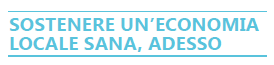 SOSTENERE UN’ECONOMIA
LOCALE SANA, ADESSO